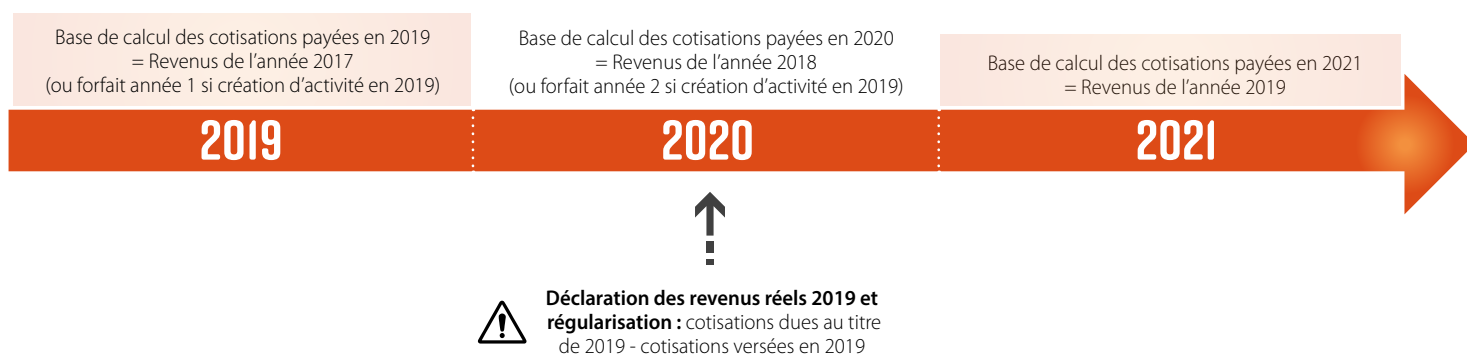 Base de calcul des cotisations payées en 2019
= Revenus de l’année 2017
(ou forfait année 1 si création d’activité en 2019)
Base de calcul des cotisations payées en 2020
= Revenus de l’année 2018
(ou forfait année 2 si création d’activité en 2019)
Base de calcul des cotisations payées en 2021
= Revenus de l’année 2019
2019
2020
2021
Déclaration des revenus réels 2019 et
régularisation : cotisations dues au titre
de 2019 - cotisations versées en 2019